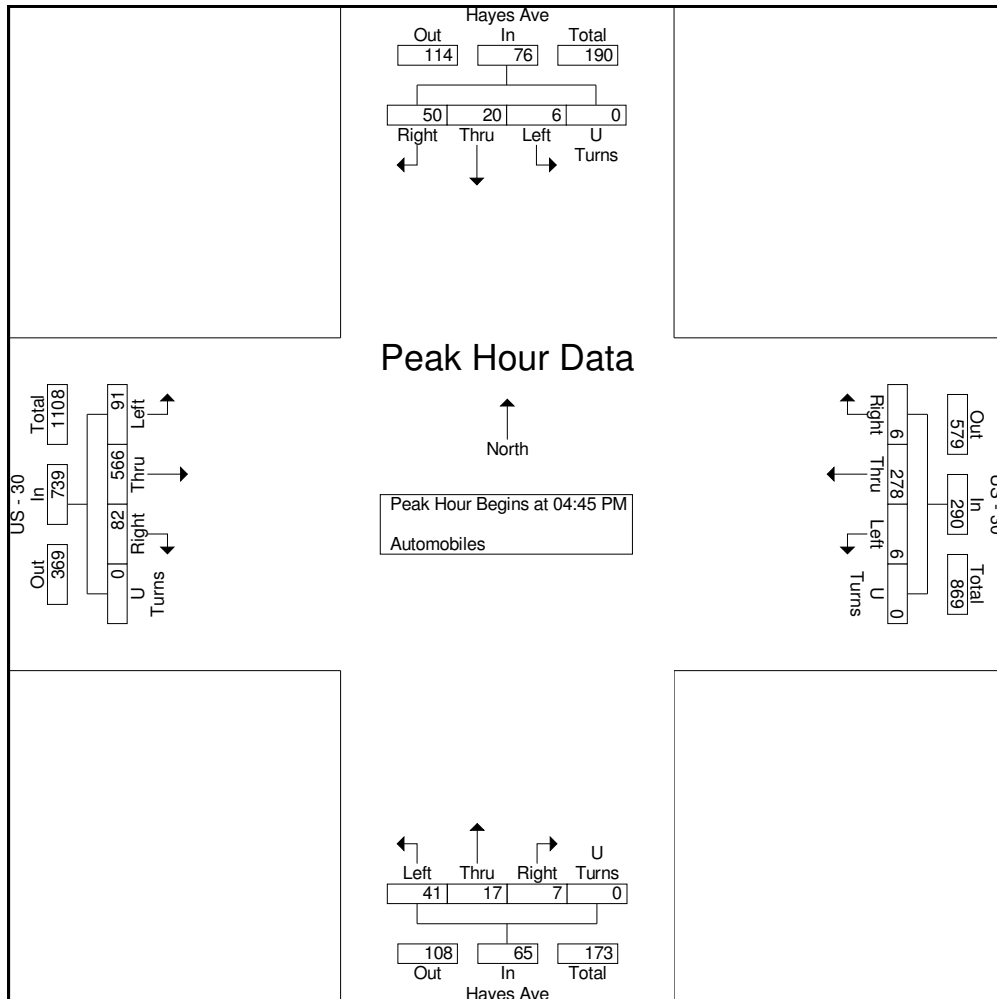 Hayes Ave
Out In Total
114 76 190
50 20 6 0
Right Thru Left U
Turns
Peak Hour Data
North
Peak Hour Begins at 04:45 PM
Automobiles
US - 30
Total In Out
1108 739 369
91 566 82 0
Left Thru Right U
Turns
US - 30
Out In Total
579 290 869
6 278 6 0
Right Thru Left U
Turns
U
Left Thru Right Turns
41 17 7 0
108 65 173
Out In Total
Hayes Ave